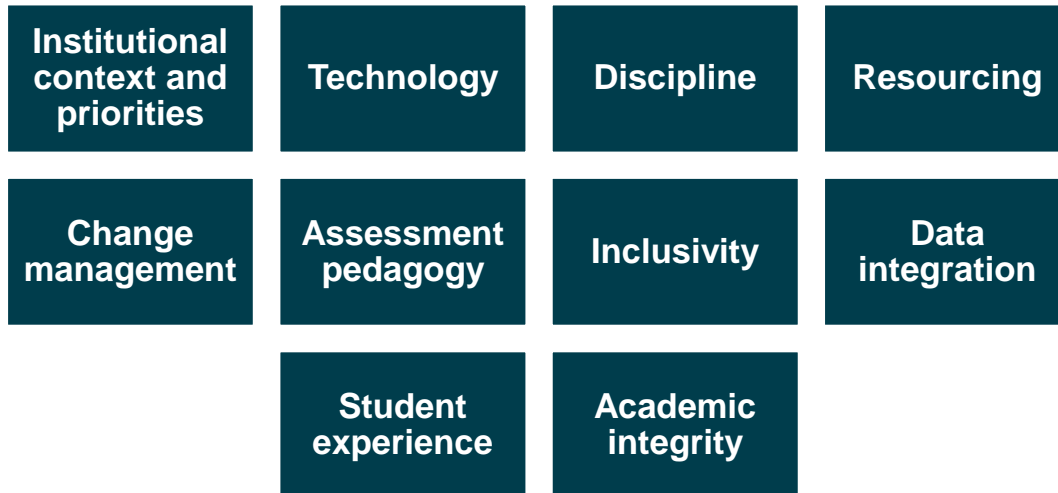 Institutional
context and
priorities
Technology
Discipline
Resourcing
Change
management
Assessment
pedagogy
Inclusivity
Data
integration
Student
experience
Academic
integrity